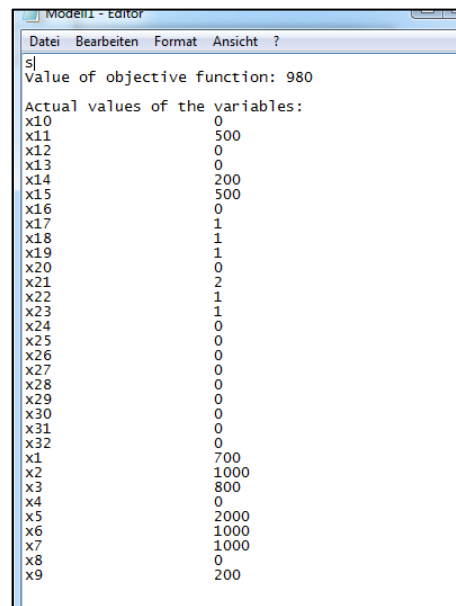 Modell1 - Editor
Datei Bearbeiten Format Ansicht ?
s
Value of objective function: 980
Actual values of the variables:
x10 0
x11 500
x12 0
x13 0
x14 200
x15 500
x16 0
x17 1
x18 1
x19 1
x20 0
x21 2
x22 1
x23 1
x24 0
x25 0
x26 0
x27 0
x28 0
x29 0
x30 0
x31 0
x32 0
x1 700
x2 1000
x3 800
x4 0
x5 2000
x6 1000
x7 1000
x8 0
x9 200